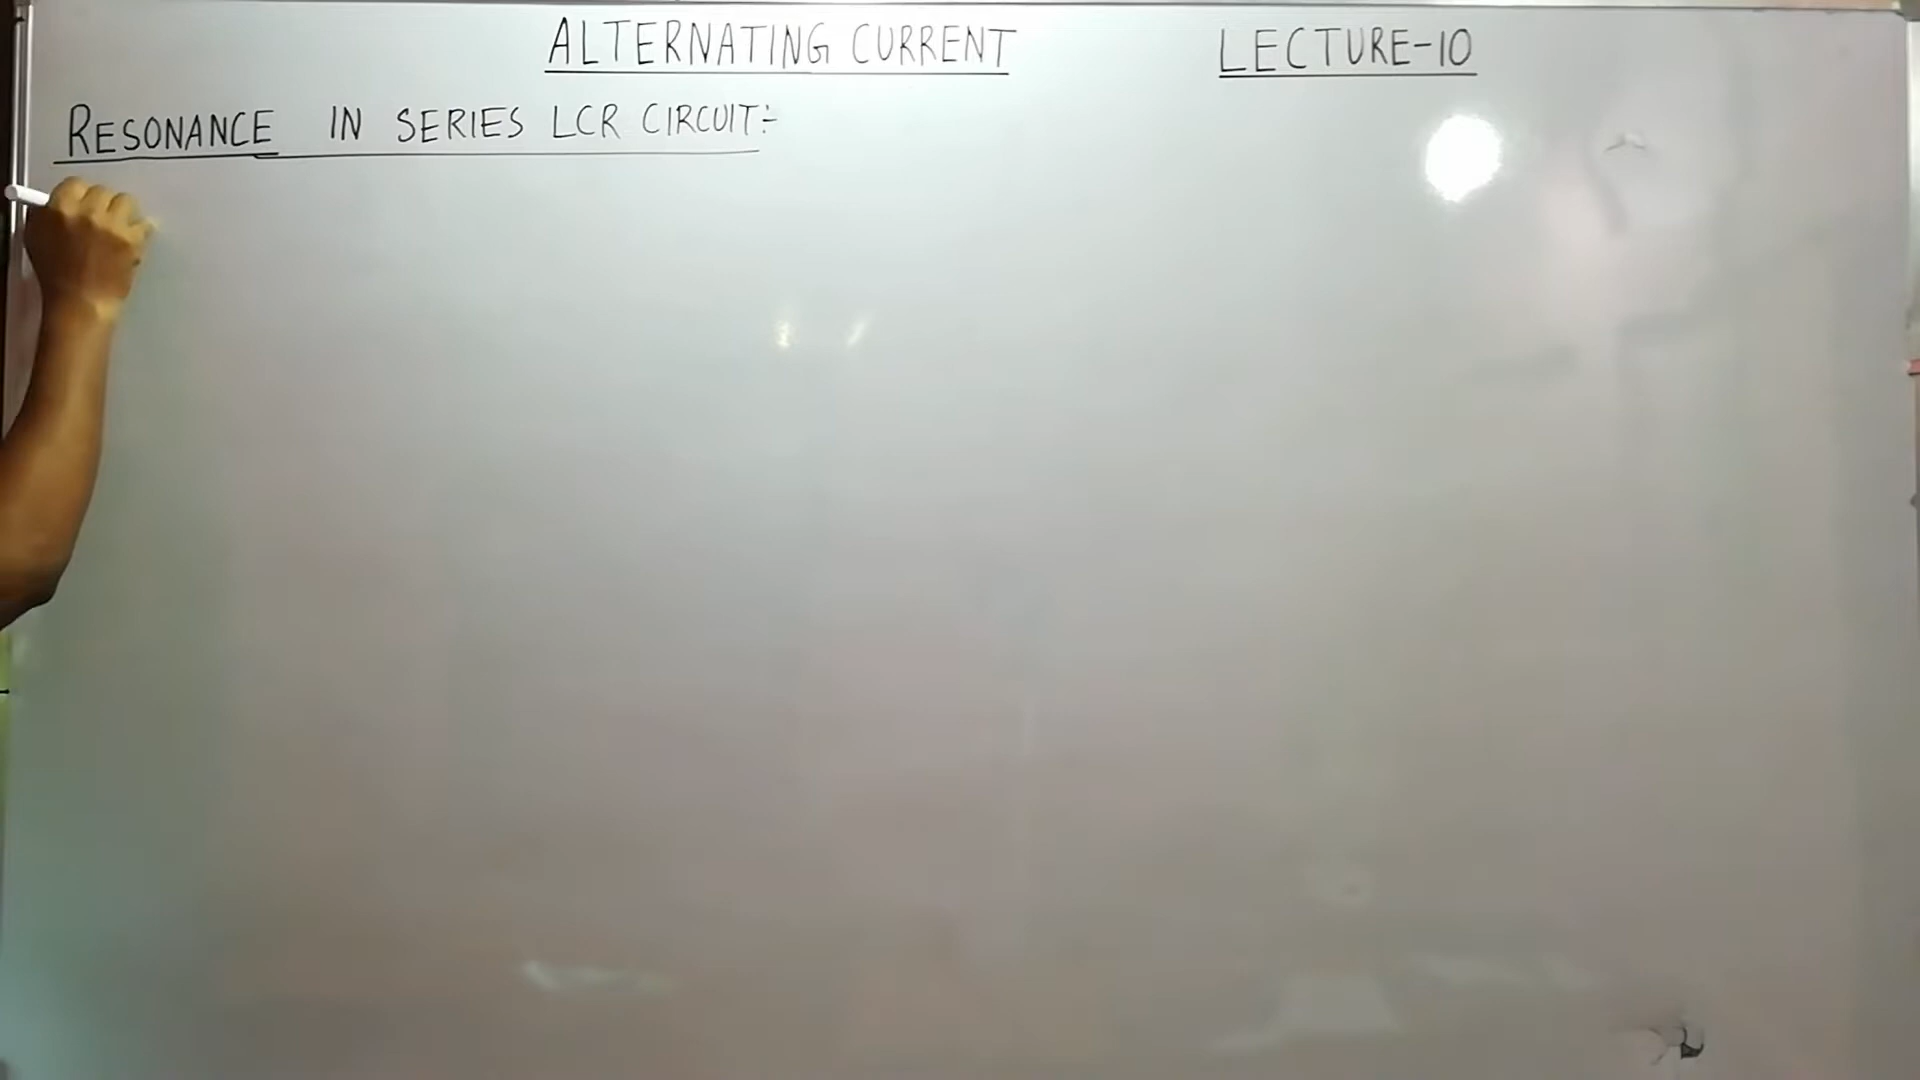 ALTERNATING CURRENT LECTURE-10
RESONANCE IN SERIES LCR CIRCUIT:-